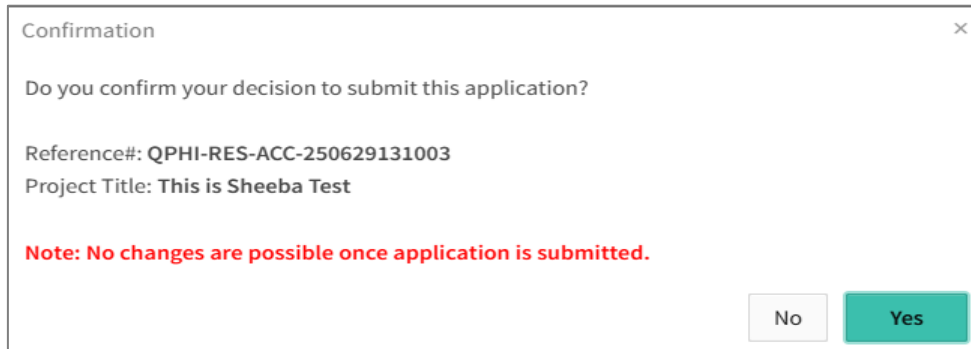 Confirmation
×
Do you confirm your decision to submit this application?
Reference#: QPHI-RES-ACC-250629131003
Project Title: This is Sheeba Test
Note: No changes are possible once application is submitted.
No
Yes